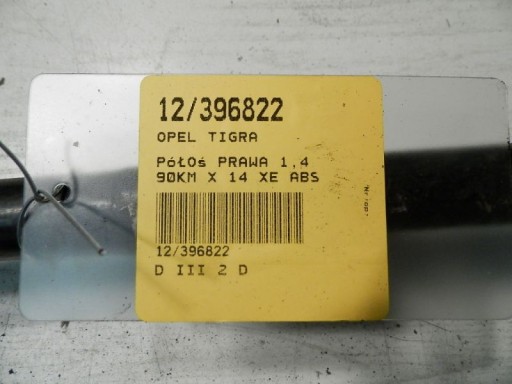 12/396822
OPEL TIGRA
PółOś PRAWA 1,4
90KM X 14 XE ABS
12/396822
D III 2 D